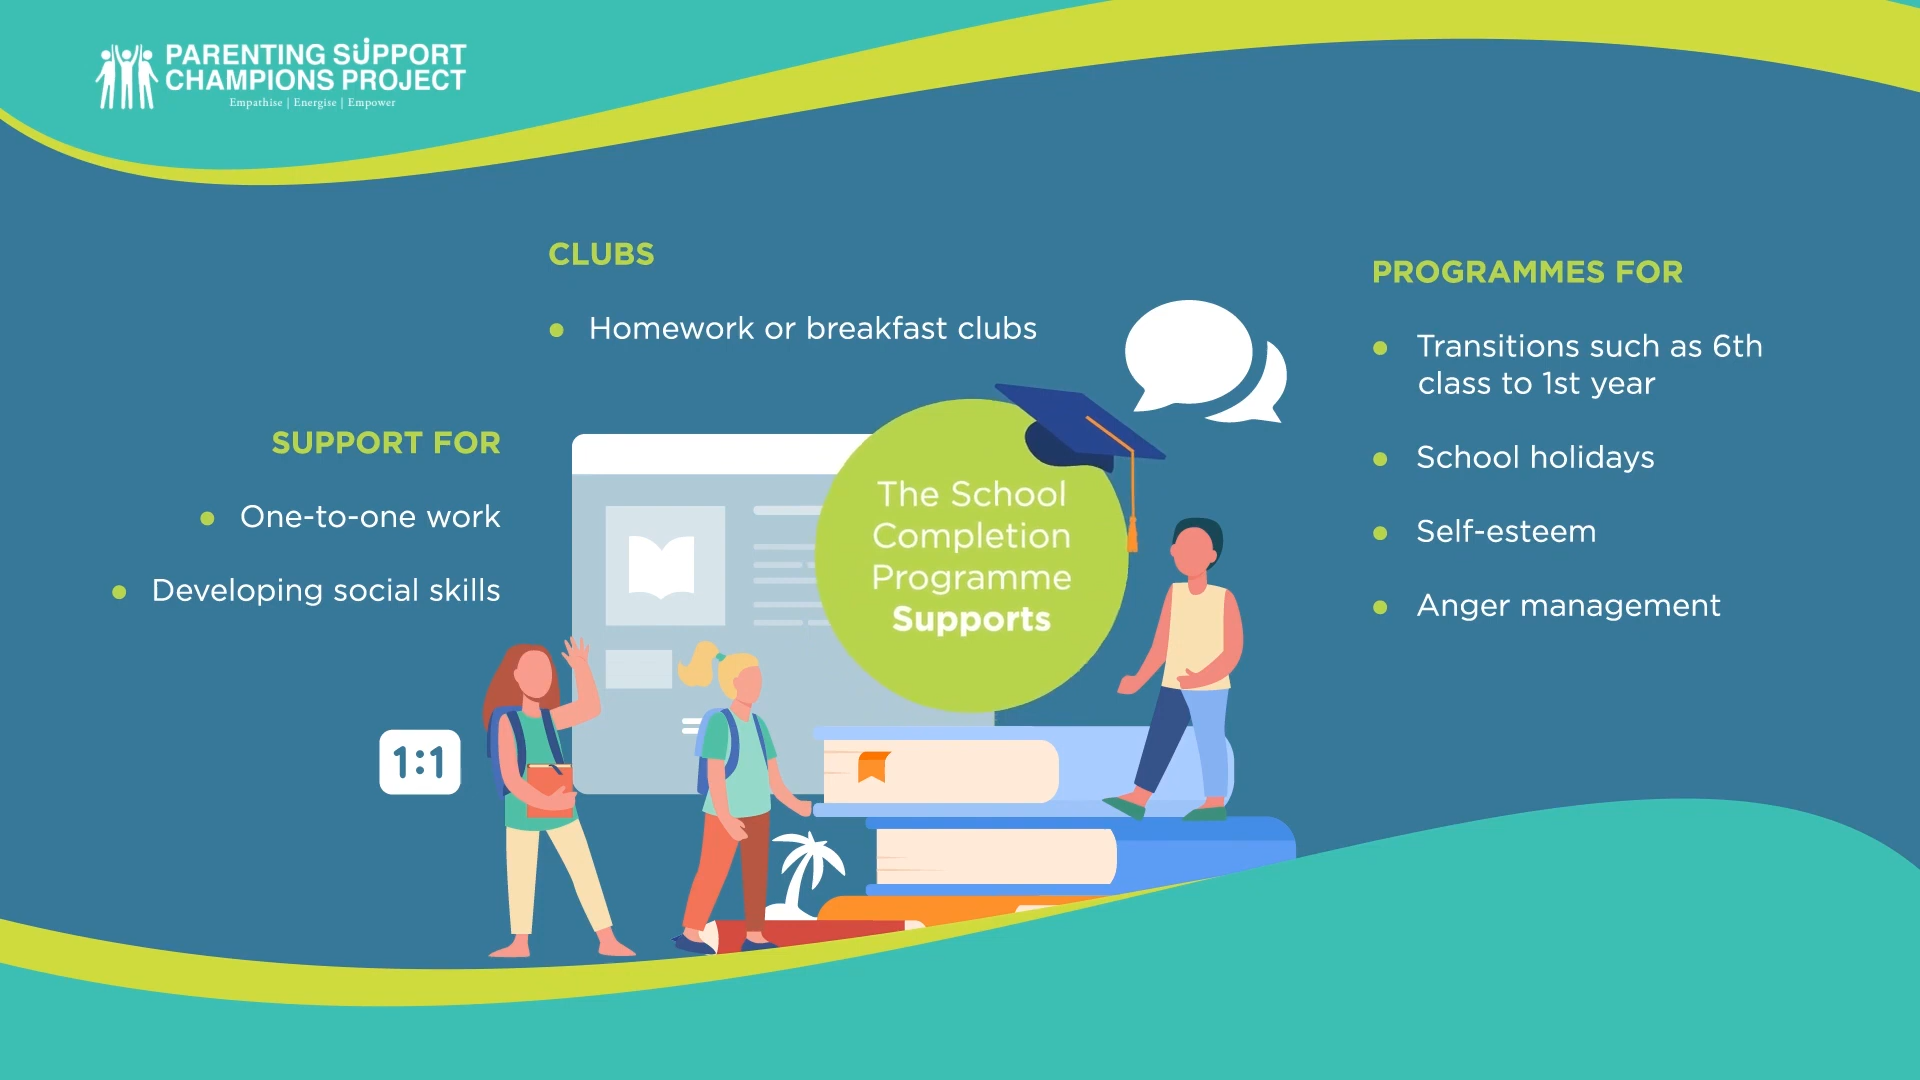 PARENTING SUPPORT
CHAMPIONS PROJECT
Empathise | Energise | Empower
CLUBS
Homework or breakfast clubs
SUPPORT FOR
One-to-one work
Developing social skills
The School
Completion
Programme
Supports
PROGRAMMES FOR
Transitions such as 6th
class to 1st year
School holidays
Self-esteem
Anger management
1:1